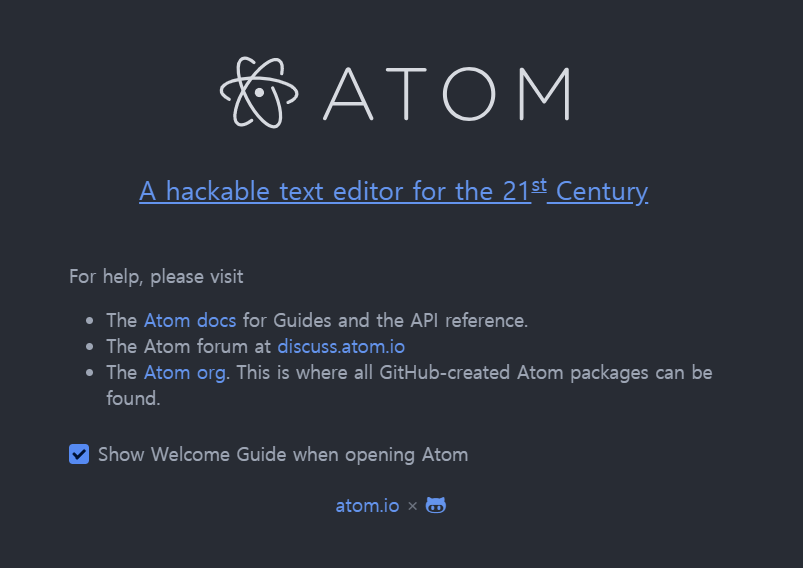 ATOM
A hackable text editor for the 21st Century
For help, please visit
The Atom docs for Guides and the API reference.
The Atom forum at discuss.atom.io
The Atom org. This is where all GitHub-created Atom packages can be
found.
Show Welcome Guide when opening Atom
atom.io ×